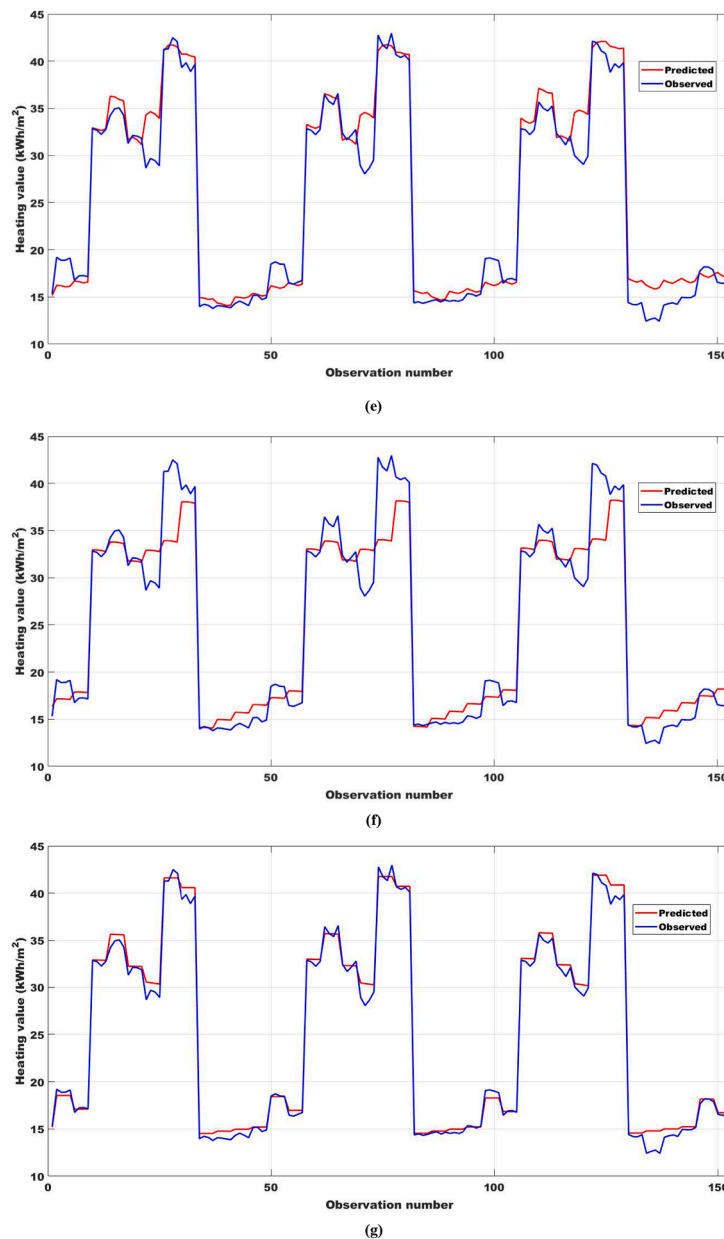 45
40
35
30
25
20
15
10
Heating value (kWh/m²)
Predicted
Observed
0
50
100
150
Observation number
(e)
45
40
35
30
25
20
15
10
Heating value (kWh/m²)
Predicted
Observed
0
50
100
150
Observation number
(f)
45
40
35
30
25
20
15
10
Heating value (kWh/m²)
Predicted
Observed
0
50
100
150
Observation number
(g)